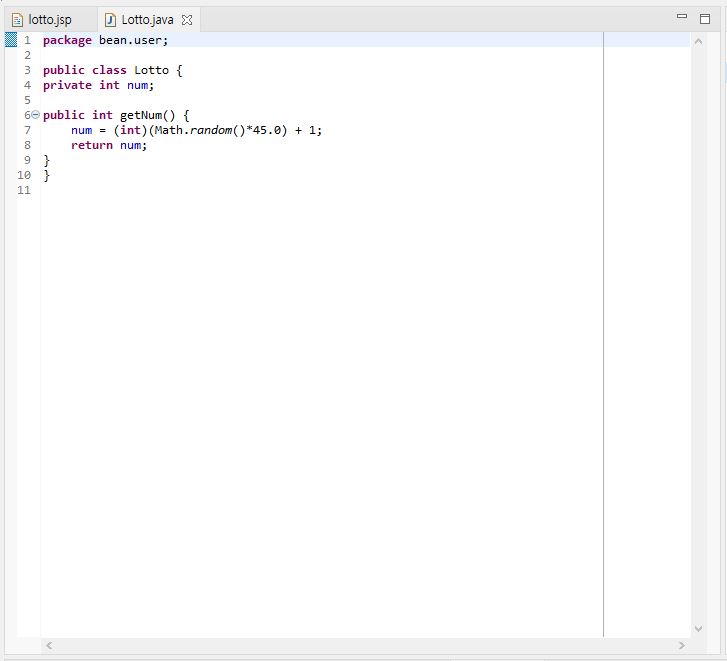 lotto.jsp
Lotto.java
1 package bean.user;
2
3 public class Lotto {
4 private int num;
5
6 public int getNum() {
7     num = (int)(Math.random()*45.0) + 1;
8     return num;
9 }
10 }
11